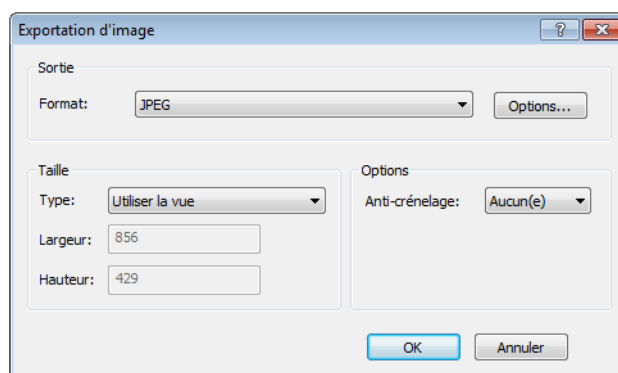 Exportation d'image
Sortie
Format: JPEG Options...
Taille
Type: Utiliser la vue
Largeur: 856
Hauteur: 429
Options
Anti-crénelage: Aucun(e)
OK Annuler